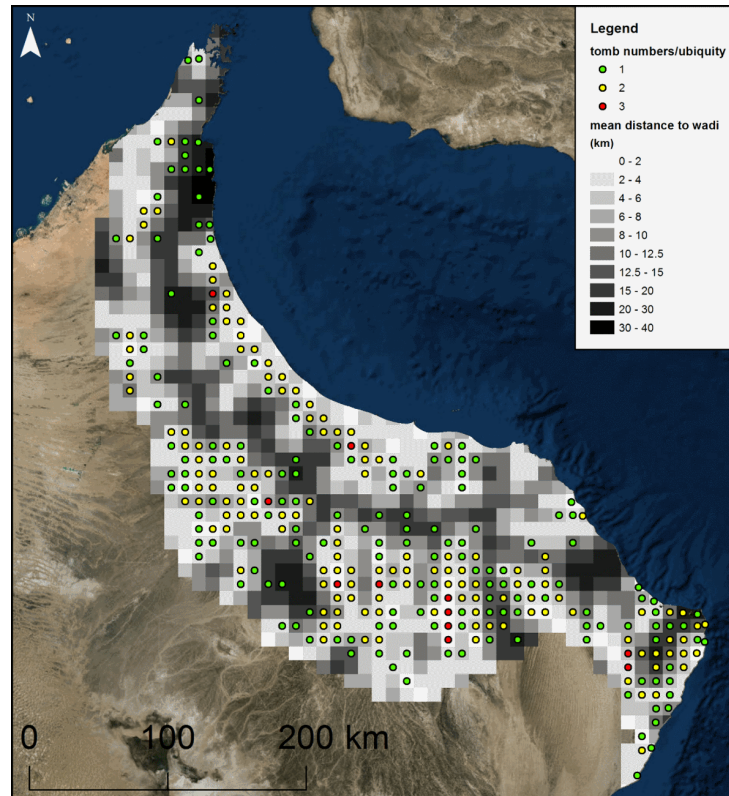 N
Legend
tomb numbers/ubiquity
1
2
3
mean distance to wadi
(km)
0 - 2
2 - 4
4 - 6
6 - 8
8 - 10
10 - 12.5
12.5 - 15
15 - 20
20 - 30
30 - 40
0 100 200 km